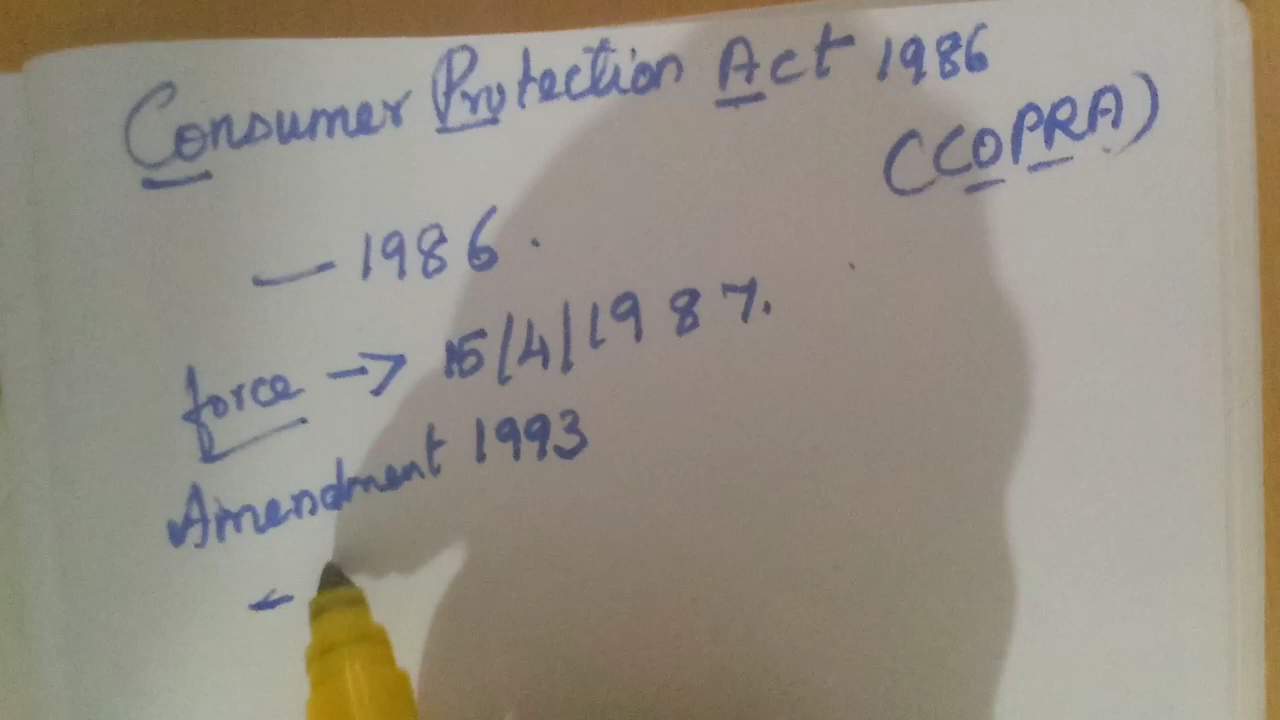 Consumer Protection Act 1986
(COPRA)
— 1986.
force → 15/4/1987.
Amendment 1993
-